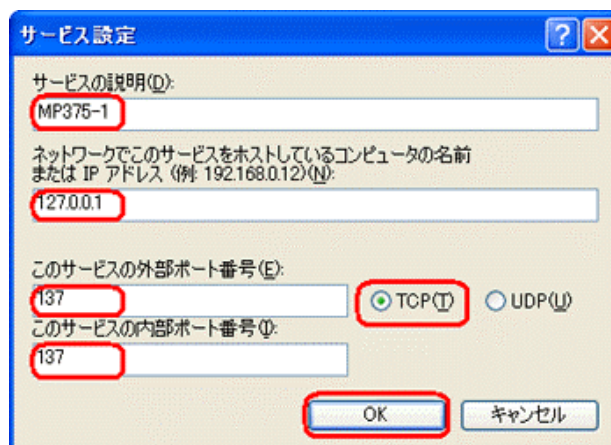 サービス設定
サービスの説明(D):
MP375-1
ネットワークでこのサービスをホストしているコンピュータの名前
または IP アドレス (例: 192.168.0.12)(N):
127.0.0.1
このサービスの外部ポート番号(E):
137
TCP(T) UDP(U)
このサービスの内部ポート番号(I):
137
OK キャンセル